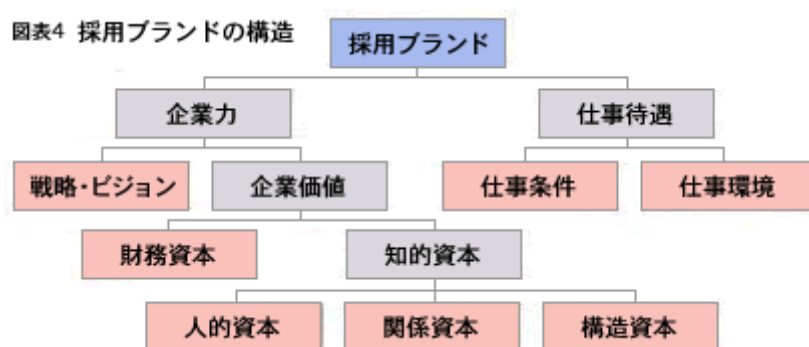 図表4 採用ブランドの構造
採用ブランド
企業力
仕事待遇
戦略・ビジョン
企業価値
仕事条件
仕事環境
財務資本
知的資本
人的資本
関係資本
構造資本